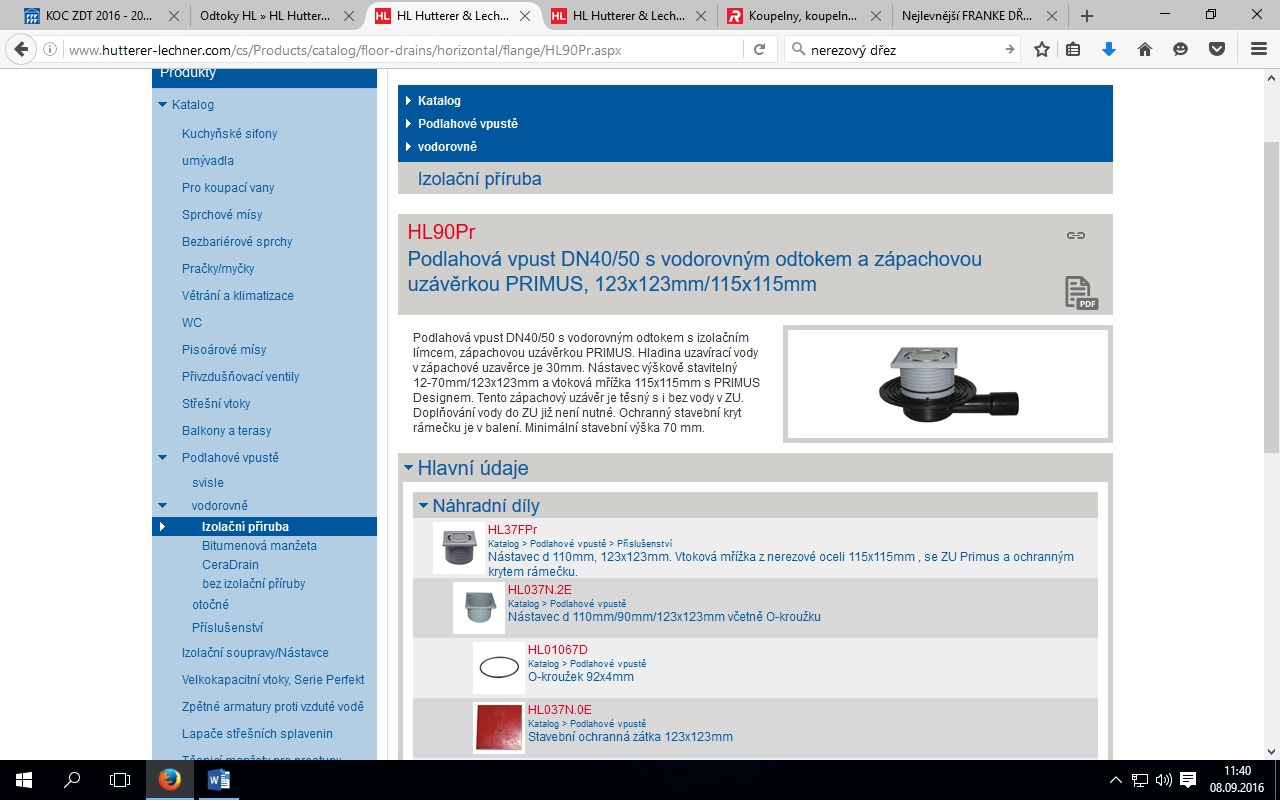 KOC ZDT 2016 - 20...
Odtoky HL » HL Hutter...
HL Hutterer & Lech...
HL Hutterer & Lech...
Koupelny, koupeln...
Nejlevnější FRANKE DŘ...
www.hutterer-lechner.com/cs/Products/catalog/floor-drains/horizontal/flange/HL90Pr.aspx
nerezový dřez
Produkty
Katalog
Kuchyňské sifony
umývadla
Pro koupací vany
Sprchové mísy
Bezbariérové sprchy
Pračky/myčky
Větrání a klimatizace
WC
Pisoárové mísy
Přivzdušňovací ventily
Střešní vtoky
Balkony a terasy
Podlahové vpustě
svisle
vodorovně
Izolační příruba
Bitumenová manžeta
CeraDrain
bez izolační příruby
otočné
Příslušenství
Izolační soupravy/Nástavce
Velkokapacitní vtoky, Serie Perfekt
Zpětné armatury proti vzduté vodě
Lapače střešních splavenin
Těsnicí manžety pro prostupy
Katalog
Podlahové vpustě
vodorovně
Izolační příruba
HL90Pr
Podlahová vpust DN40/50 s vodorovným odtokem a zápachovou
uzávěrkou PRIMUS, 123x123mm/115x115mm
PDF
Podlahová vpust DN40/50 s vodorovným odtokem s izolačním
límcem, zápachovou uzávěrkou PRIMUS. Hladina uzavírací vody
v zápachové uzavěrce je 30mm. Nástavec výškově stavitelný
12-70mm/123x123mm a vtoková mřížka 115x115mm s PRIMUS
Designem. Tento zápachový uzávěr je těsný s i bez vody v ZU.
Doplňování vody do ZU již není nutné. Ochranný stavební kryt
rámečku je v balení. Minimální stavební výška 70 mm.
Hlavní údaje
Náhradní díly
HL37FPr
Katalog > Podlahové vpustě > Příslušenství
Nástavec d 110mm, 123x123mm. Vtoková mřížka z nerezové oceli 115x115mm , se ZU Primus a ochranným
krytem rámečku.
HL037N.2E
Katalog > Podlahové vpustě
Nástavec d 110mm/90mm/123x123mm včetně O-kroužku
HL01067D
Katalog > Podlahové vpustě
O-kroužek 92x4mm
HL037N.0E
Katalog > Podlahové vpustě
Stavební ochranná zátka 123x123mm
11:40
08.09.2016